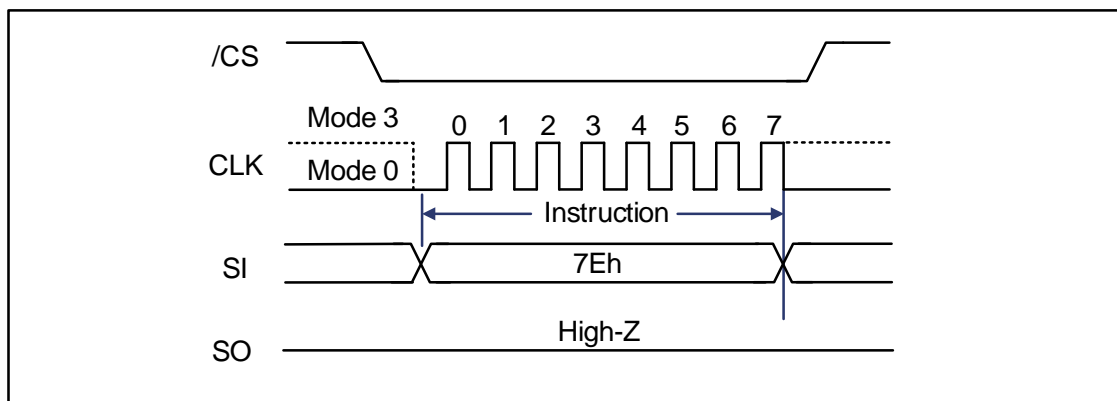 /CS
Mode 3
0 1 2 3 4 5 6 7
CLK
Mode 0
Instruction
SI
7Eh
High-Z
SO